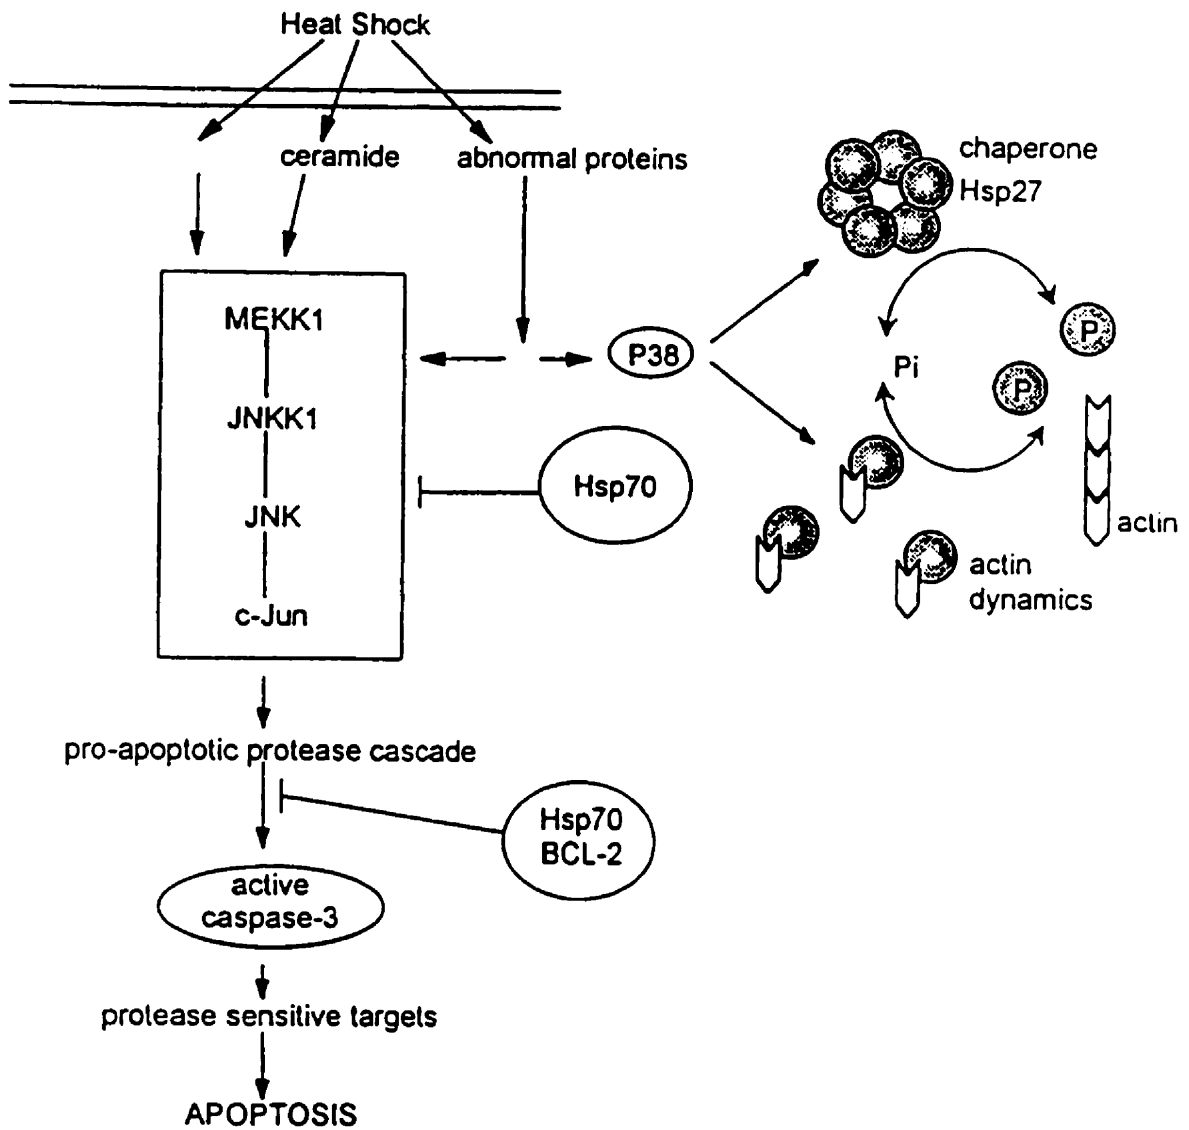 Heat Shock
ceramide
abnormal proteins
chaperone
Hsp27
MEKK1
P38
Pi
P
P
JNKK1
Hsp70
JNK
actin
actin
dynamics
c-Jun
pro-apoptotic protease cascade
Hsp70
BCL-2
active
caspase-3
protease sensitive targets
APOPTOSIS